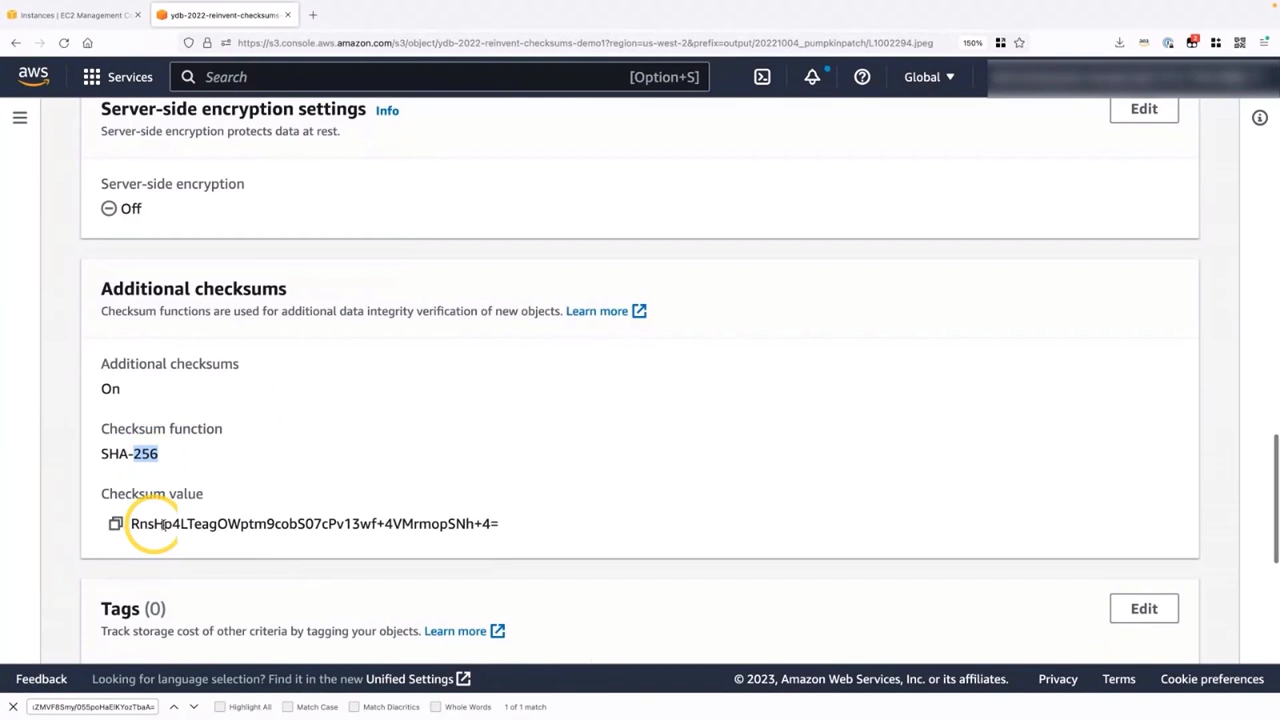 Instances | EC2 Management Co
ydb-2022-reinvent-checksums-
https://s3.console.aws.amazon.com/s3/object/ydb-2022-reinvent-checksums-demo1?region=us-west-2&prefix=output/20221004_pumpkinpatch/L1002294.jpeg
150%
aws
Services
Search
[Option+S]
Global
Server-side encryption settings
Info
Edit
Server-side encryption protects data at rest.
Server-side encryption
Off
Additional checksums
Checksum functions are used for additional data integrity verification of new objects. Learn more
Additional checksums
On
Checksum function
SHA-256
Checksum value
RnsHp4LTeagOWptm9cobS07cPv13wf+4VMrmopSNh+4=
Tags (0)
Edit
Track storage cost of other criteria by tagging your objects. Learn more
Feedback
Looking for language selection? Find it in the new Unified Settings
© 2023, Amazon Web Services, Inc. or its affiliates.
Privacy
Terms
Cookie preferences
Highlight All
Match Case
Match Diacritics
Whole Words
1 of 1 match